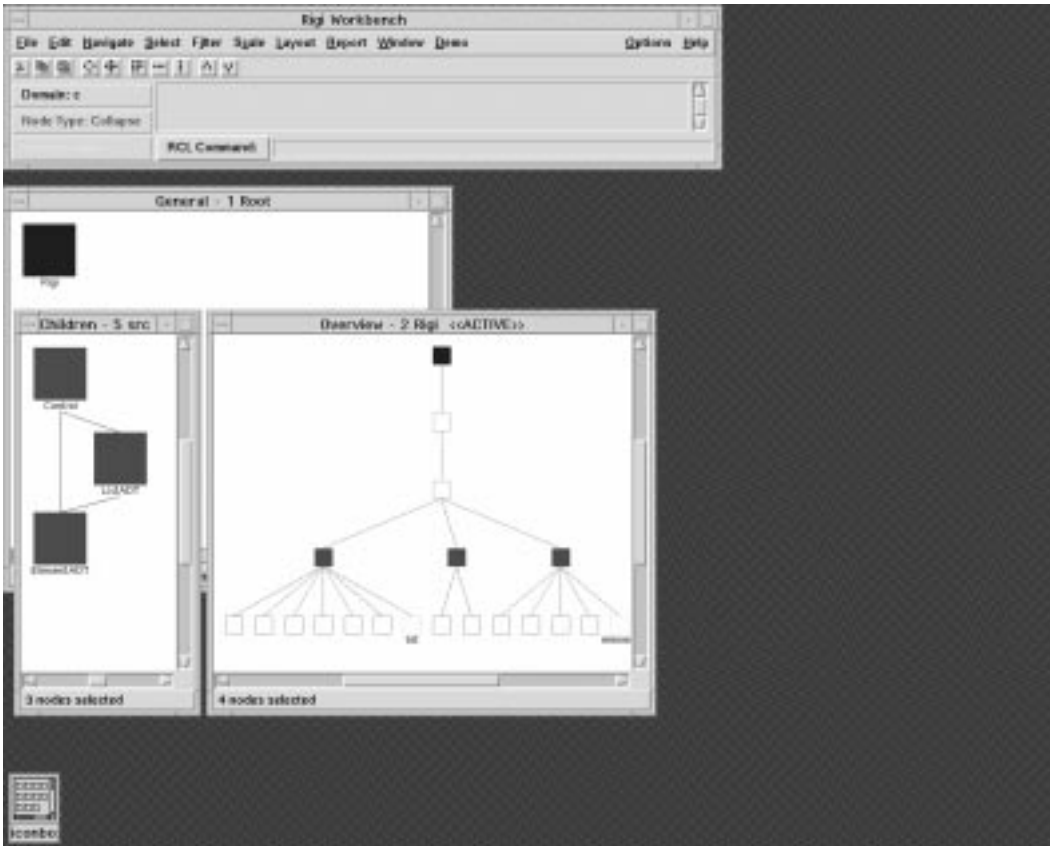 Rigi Workbench
File Edit Navigate Select Filter Scale Layout Report Window Demo Options Help
Domain: c
Node Type: Collapse
RCL Command:
General - 1 Root
Rigi
Children - 5 src
Overview - 2 Rigi <<ACTIVE>>
Control
ListADT
ElementADT
3 nodes selected
4 nodes selected
iconbox